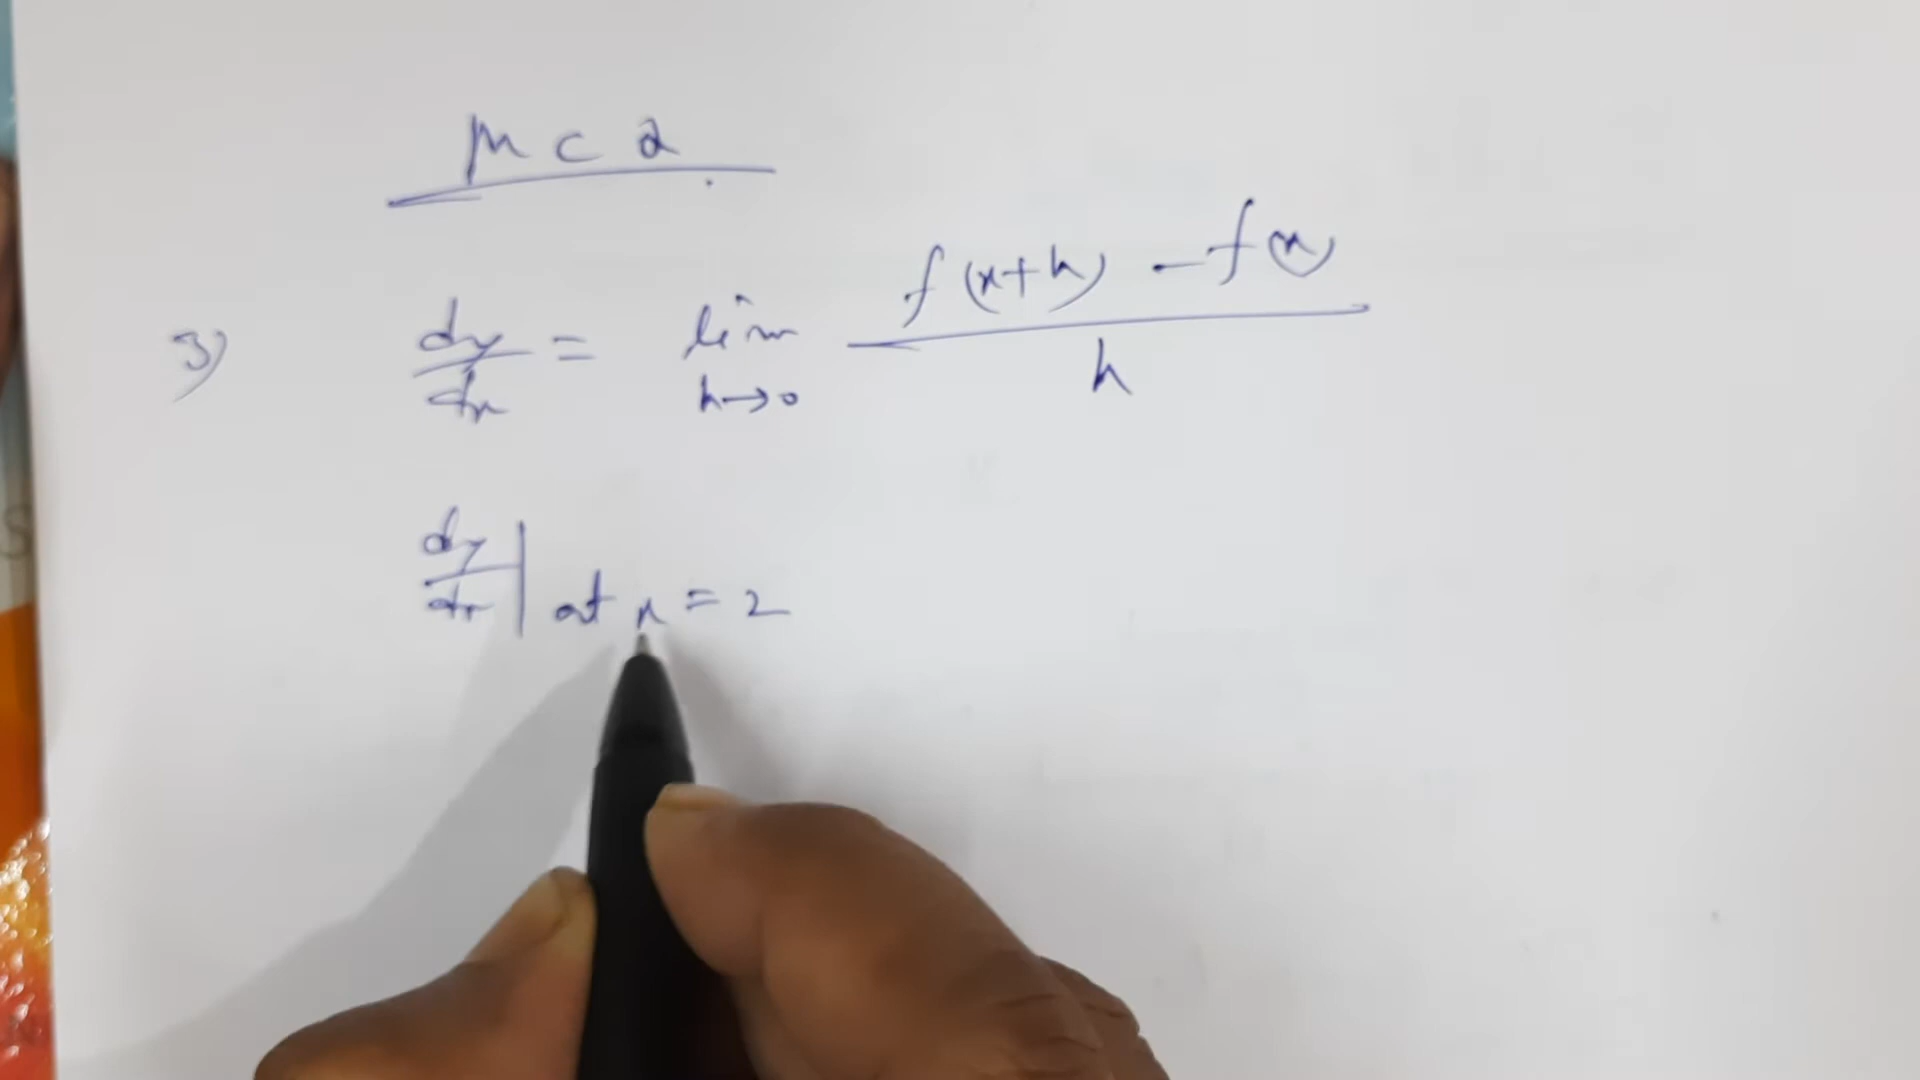 MCQ
3) dy/dx = lim h→0 f(x+h) - f(x) / h
dy/dx | at x = 2